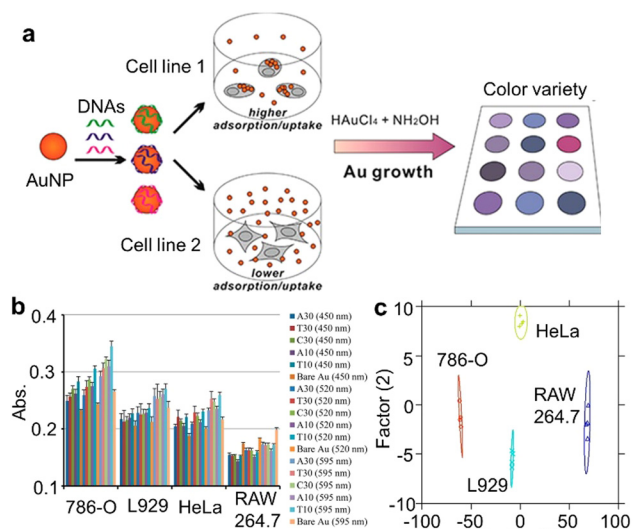 a
Cell line 1
DNAs
AuNP
Cell line 2
higher
adsorption/uptake
lower
adsorption/uptake
HAuCl₄ + NH₂OH
Au growth
Color variety
b
Abs.
0.4
0.3
0.2
0.1
786-O
L929
HeLa
RAW
264.7
A30 (450 nm)
T30 (450 nm)
C30 (450 nm)
A10 (450 nm)
T10 (450 nm)
Bare Au (450 nm)
A30 (520 nm)
T30 (520 nm)
C30 (520 nm)
A10 (520 nm)
T10 (520 nm)
Bare Au (520 nm)
A30 (595 nm)
T30 (595 nm)
C30 (595 nm)
A10 (595 nm)
T10 (595 nm)
Bare Au (595 nm)
c
Factor (2)
10
5
0
-5
-10
HeLa
786-O
RAW
264.7
L929
-100
-50
0
50
100